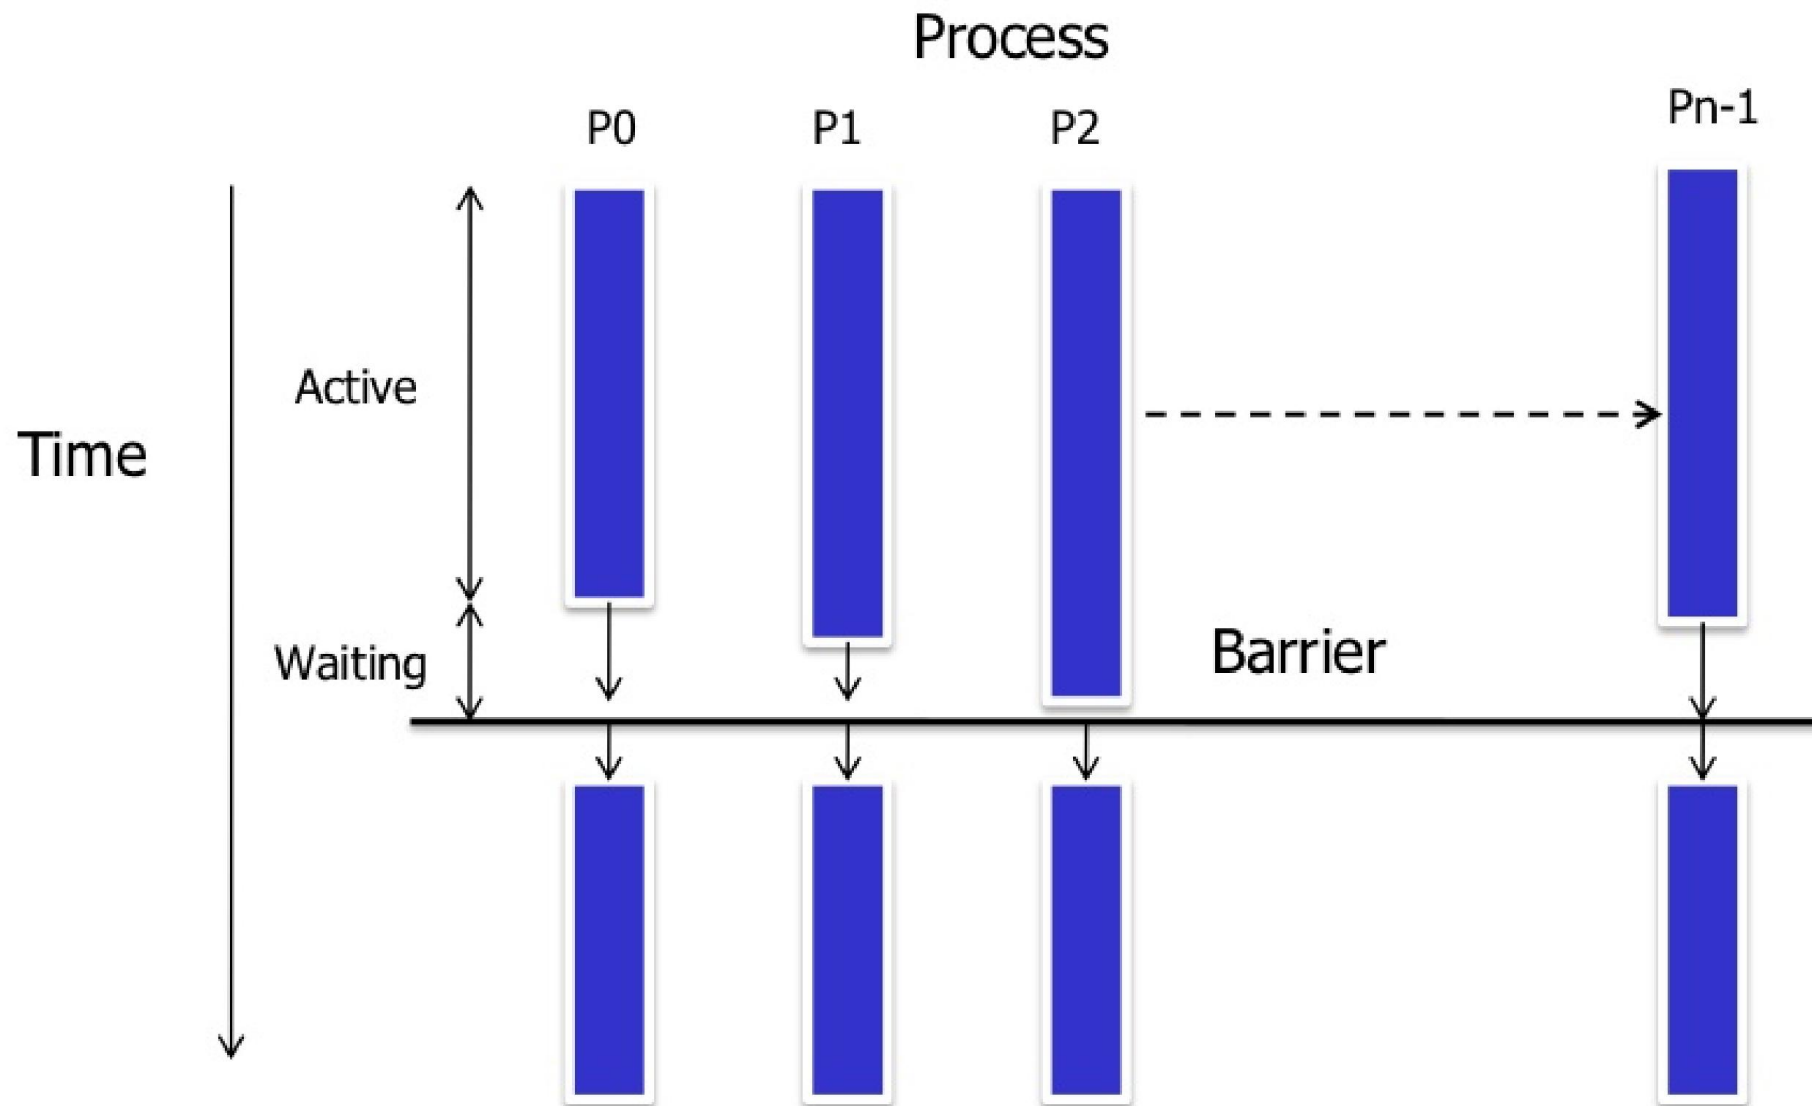 Process
P0
P1
P2
Pn-1
Active
Time
Waiting
Barrier